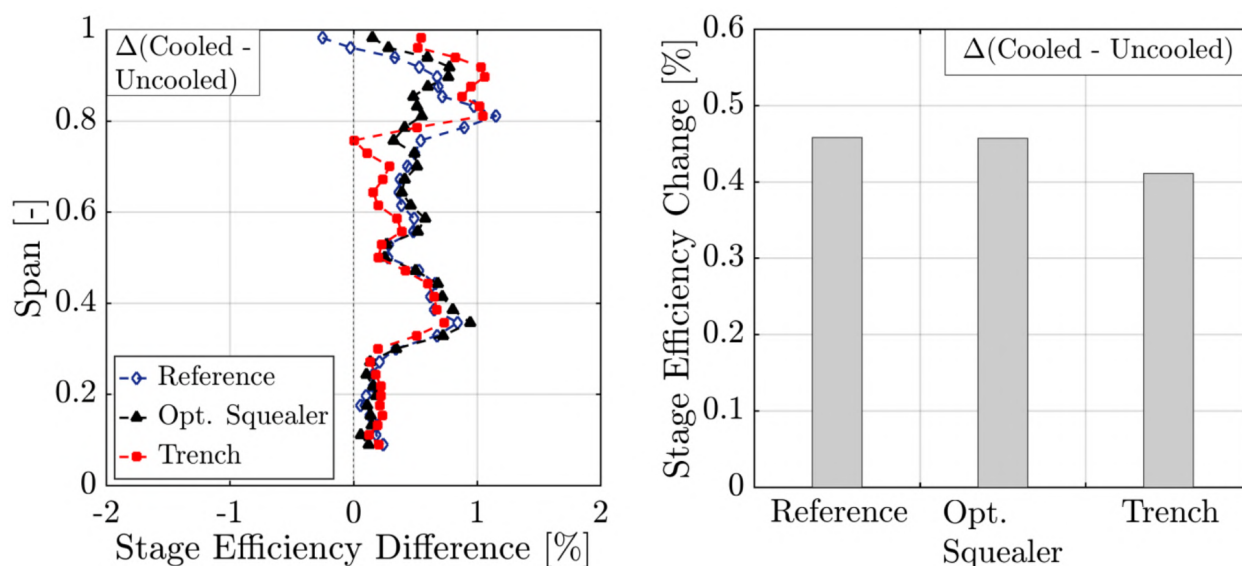 Δ(Cooled -
Uncooled)
1
0.8
0.6
0.4
0.2
0
Span [-]
Reference
Opt. Squealer
Trench
-2
-1
0
1
2
Stage Efficiency Difference [%]
Δ(Cooled - Uncooled)
0.6
0.5
0.4
0.3
0.2
0.1
0
Stage Efficiency Change [%]
Reference
Opt.
Squealer
Trench